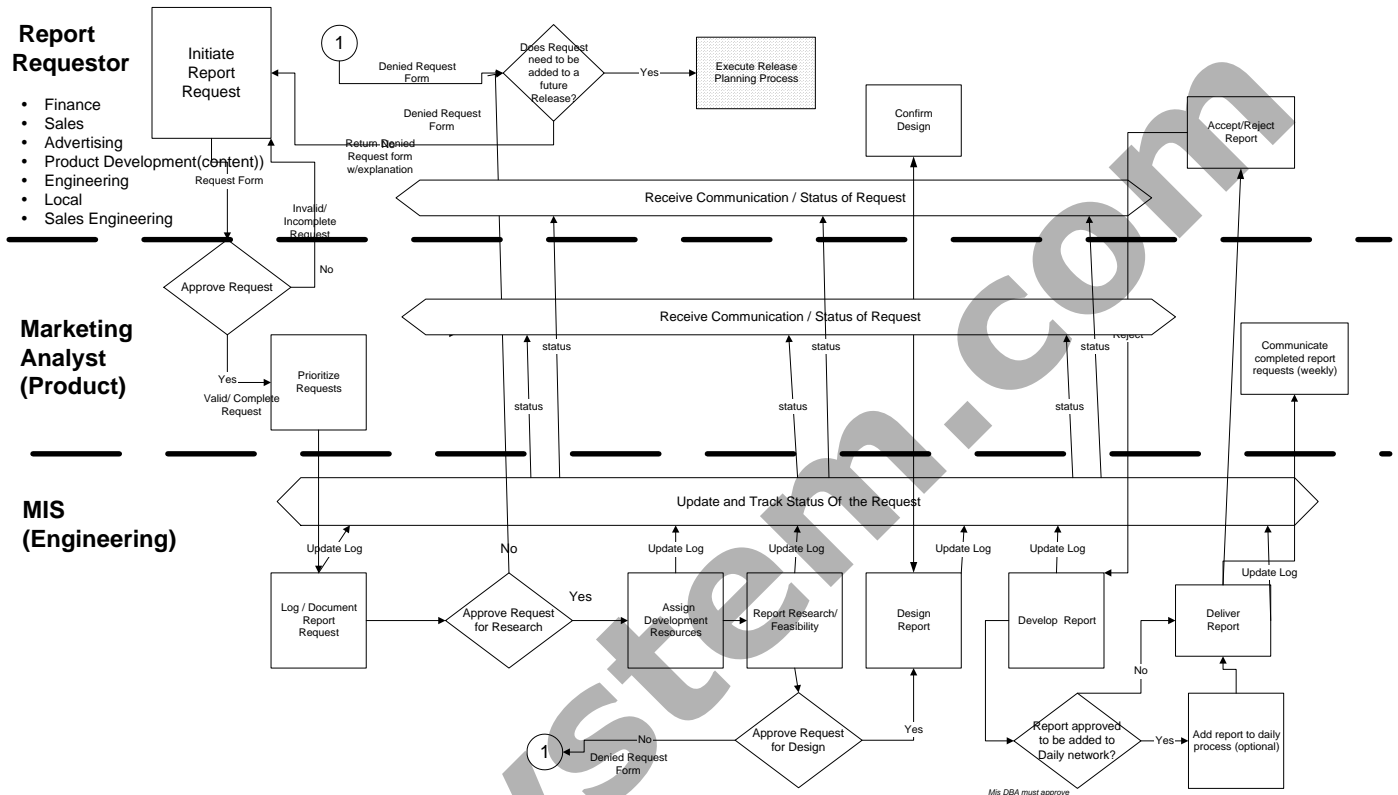 Report
Requestor
• Finance
• Sales
• Advertising
• Product Development(content))
• Engineering
• Local
• Sales Engineering
Initiate
Report
Request
1
Denied Request
Form
Does Request
need to be
added to a
future
Release?
Yes
Execute Release
Planning Process
Denied Request
Form
No
Return Denied
Request form
w/explanation
Confirm
Design
Accept/Reject
Report
Request Form
Invalid/
Incomplete
Request
Receive Communication / Status of Request
Marketing
Analyst
(Product)
Approve Request
No
Yes
Valid/ Complete
Request
Prioritize
Requests
Receive Communication / Status of Request
Reject
status
status
status
status
status
status
Communicate
completed report
requests (weekly)
MIS
(Engineering)
Update and Track Status Of the Request
Update Log
Update Log
Update Log
Update Log
Update Log
Update Log
Log / Document
Report
Request
No
Approve Request
for Research
Yes
Assign
Development
Resources
Report Research/
Feasibility
Design
Report
Develop Report
Deliver
Report
No
1
No
Denied Request
Form
Approve Request
for Design
Yes
Report approved
to be added to
Daily network?
Yes
Add report to daily
process (optional)
Mis DBA must approve
ystem.com